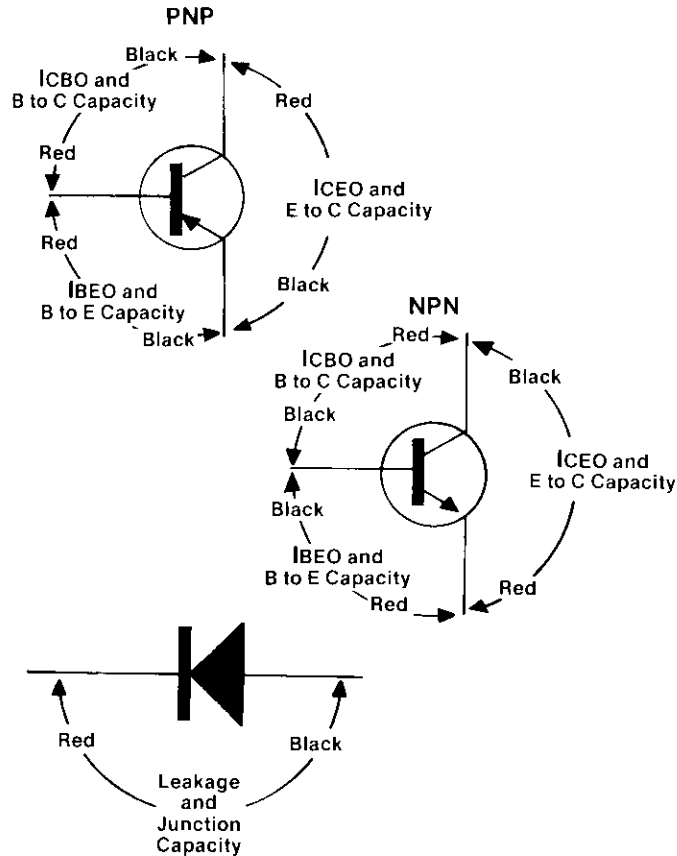 PNP
Black
ICBO and
B to C Capacity
Red
Red
ICEO and
E to C Capacity
Red
IBEO and
B to E Capacity
Black
Black
NPN
Red
ICBO and
B to C Capacity
Black
Black
ICEO and
E to C Capacity
Black
IBEO and
B to E Capacity
Red
Red
Red
Black
Leakage
and
Junction
Capacity